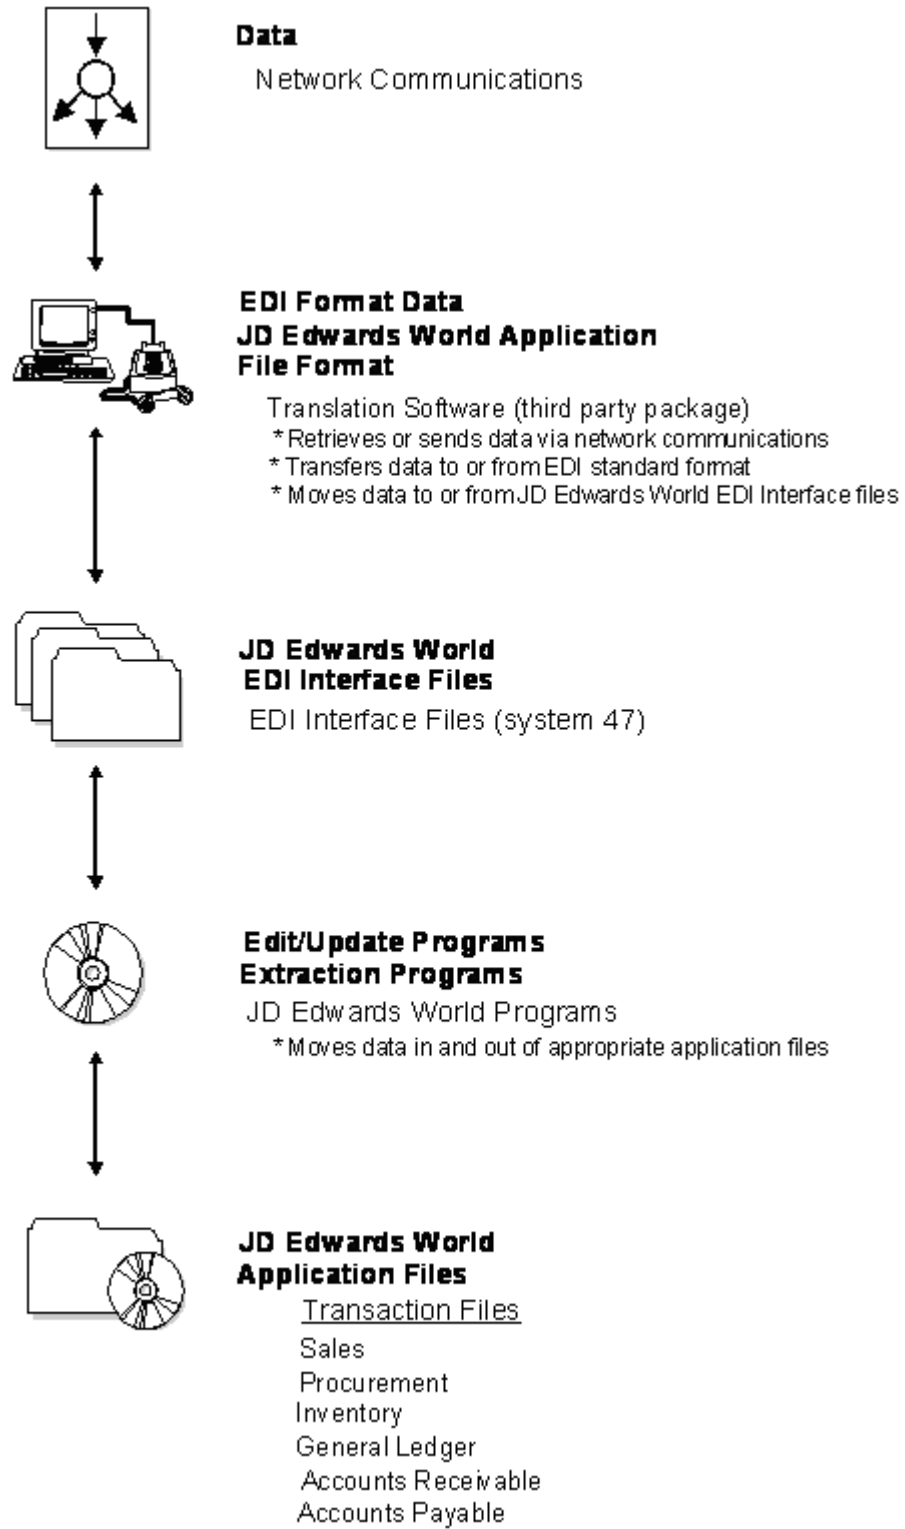 Data
Network Communications
EDI Format Data
JD Edwards World Application
File Format
Translation Software (third party package)
* Retrieves or sends data via network communications
* Transfers data to or from EDI standard format
* Moves data to or from JD Edwards World EDI Interface files
JD Edwards World
EDI Interface Files
EDI Interface Files (system 47)
Edit/Update Programs
Extraction Programs
JD Edwards World Programs
* Moves data in and out of appropriate application files
JD Edwards World
Application Files
Transaction Files
Sales
Procurement
Inventory
General Ledger
Accounts Receivable
Accounts Payable